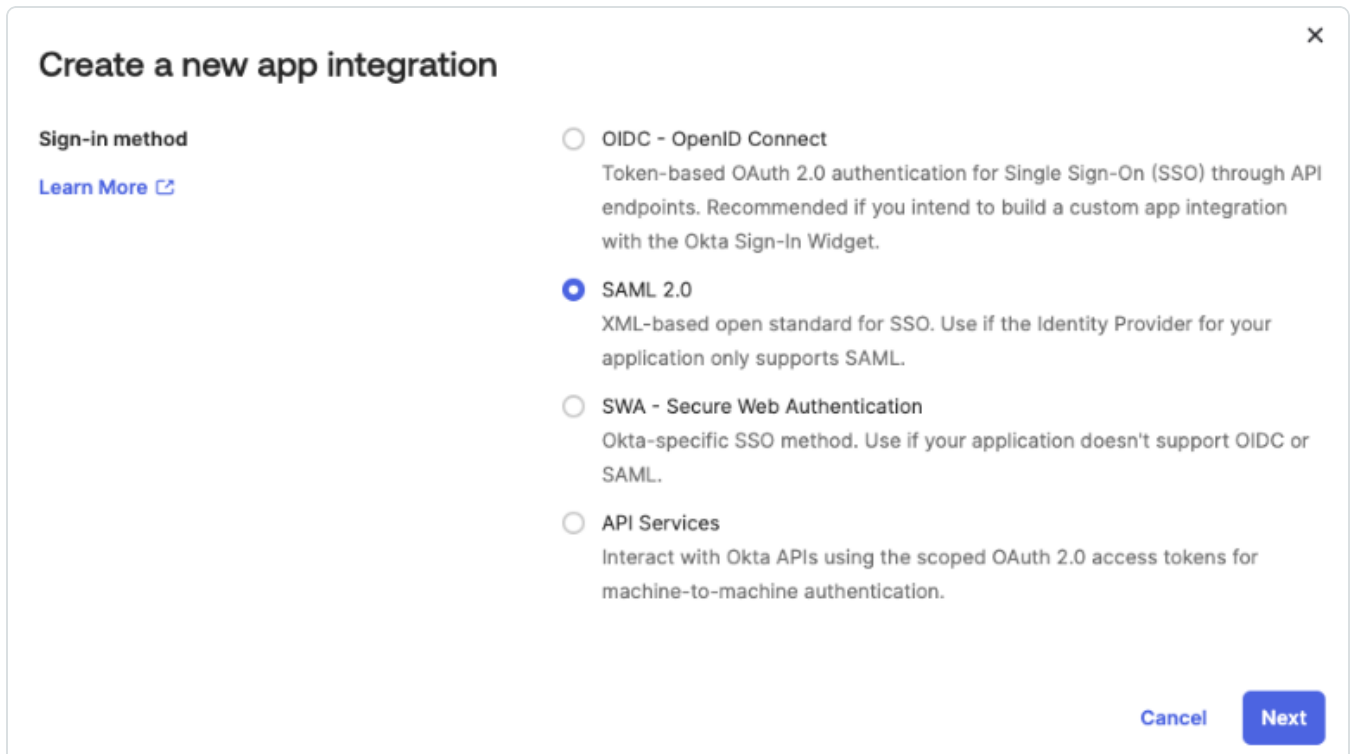 Create a new app integration
Sign-in method
Learn More
OIDC - OpenID Connect
Token-based OAuth 2.0 authentication for Single Sign-On (SSO) through API
endpoints. Recommended if you intend to build a custom app integration
with the Okta Sign-In Widget.
SAML 2.0
XML-based open standard for SSO. Use if the Identity Provider for your
application only supports SAML.
SWA - Secure Web Authentication
Okta-specific SSO method. Use if your application doesn't support OIDC or
SAML.
API Services
Interact with Okta APIs using the scoped OAuth 2.0 access tokens for
machine-to-machine authentication.
Cancel
Next